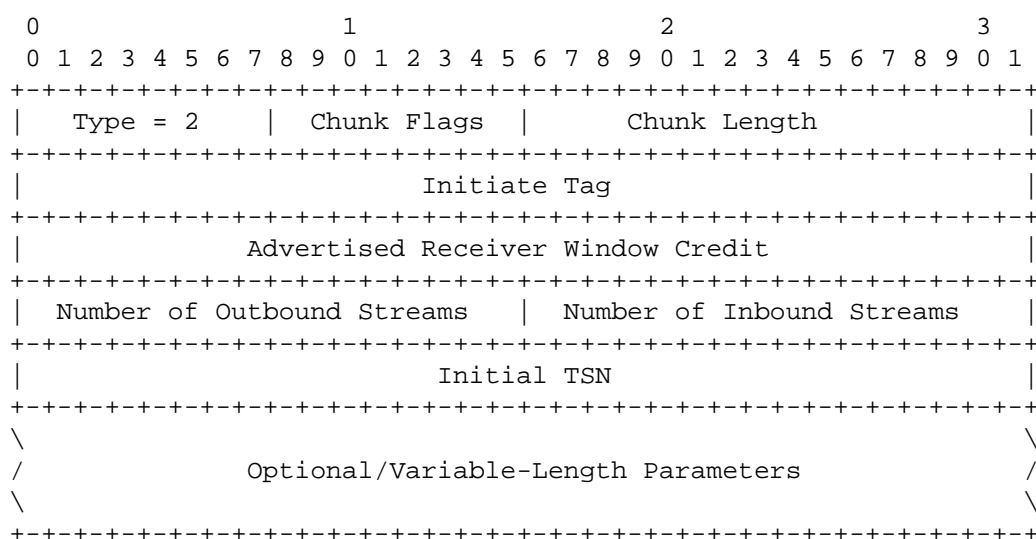 0                   1                   2                   3
 0 1 2 3 4 5 6 7 8 9 0 1 2 3 4 5 6 7 8 9 0 1 2 3 4 5 6 7 8 9 0 1
+-+-+-+-+-+-+-+-+-+-+-+-+-+-+-+-+-+-+-+-+-+-+-+-+-+-+-+-+-+-+-+-+
|   Type = 2    |  Chunk Flags  |      Chunk Length             |
+-+-+-+-+-+-+-+-+-+-+-+-+-+-+-+-+-+-+-+-+-+-+-+-+-+-+-+-+-+-+-+-+
|                         Initiate Tag                          |
+-+-+-+-+-+-+-+-+-+-+-+-+-+-+-+-+-+-+-+-+-+-+-+-+-+-+-+-+-+-+-+-+
|              Advertised Receiver Window Credit                |
+-+-+-+-+-+-+-+-+-+-+-+-+-+-+-+-+-+-+-+-+-+-+-+-+-+-+-+-+-+-+-+-+
|  Number of Outbound Streams   |  Number of Inbound Streams    |
+-+-+-+-+-+-+-+-+-+-+-+-+-+-+-+-+-+-+-+-+-+-+-+-+-+-+-+-+-+-+-+-+
|                          Initial TSN                          |
+-+-+-+-+-+-+-+-+-+-+-+-+-+-+-+-+-+-+-+-+-+-+-+-+-+-+-+-+-+-+-+-+
\                                                               \
/              Optional/Variable-Length Parameters              /
\                                                               \
+-+-+-+-+-+-+-+-+-+-+-+-+-+-+-+-+-+-+-+-+-+-+-+-+-+-+-+-+-+-+-+-+